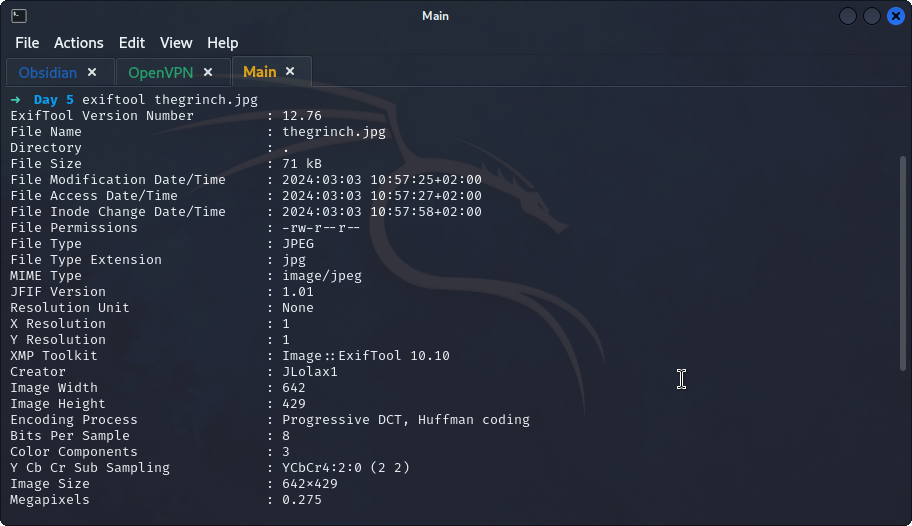 Main
File Actions Edit View Help
Obsidian × OpenVPN × Main ×
→ Day 5 exiftool thegrinch.jpg
ExifTool Version Number : 12.76
File Name : thegrinch.jpg
Directory : .
File Size : 71 kB
File Modification Date/Time : 2024:03:03 10:57:25+02:00
File Access Date/Time : 2024:03:03 10:57:27+02:00
File Inode Change Date/Time : 2024:03:03 10:57:58+02:00
File Permissions : -rw-r--r--
File Type : JPEG
File Type Extension : jpg
MIME Type : image/jpeg
JFIF Version : 1.01
Resolution Unit : None
X Resolution : 1
Y Resolution : 1
XMP Toolkit : Image::ExifTool 10.10
Creator : JLolax1
Image Width : 642
Image Height : 429
Encoding Process : Progressive DCT, Huffman coding
Bits Per Sample : 8
Color Components : 3
Y Cb Cr Sub Sampling : YCbCr4:2:0 (2 2)
Image Size : 642×429
Megapixels : 0.275